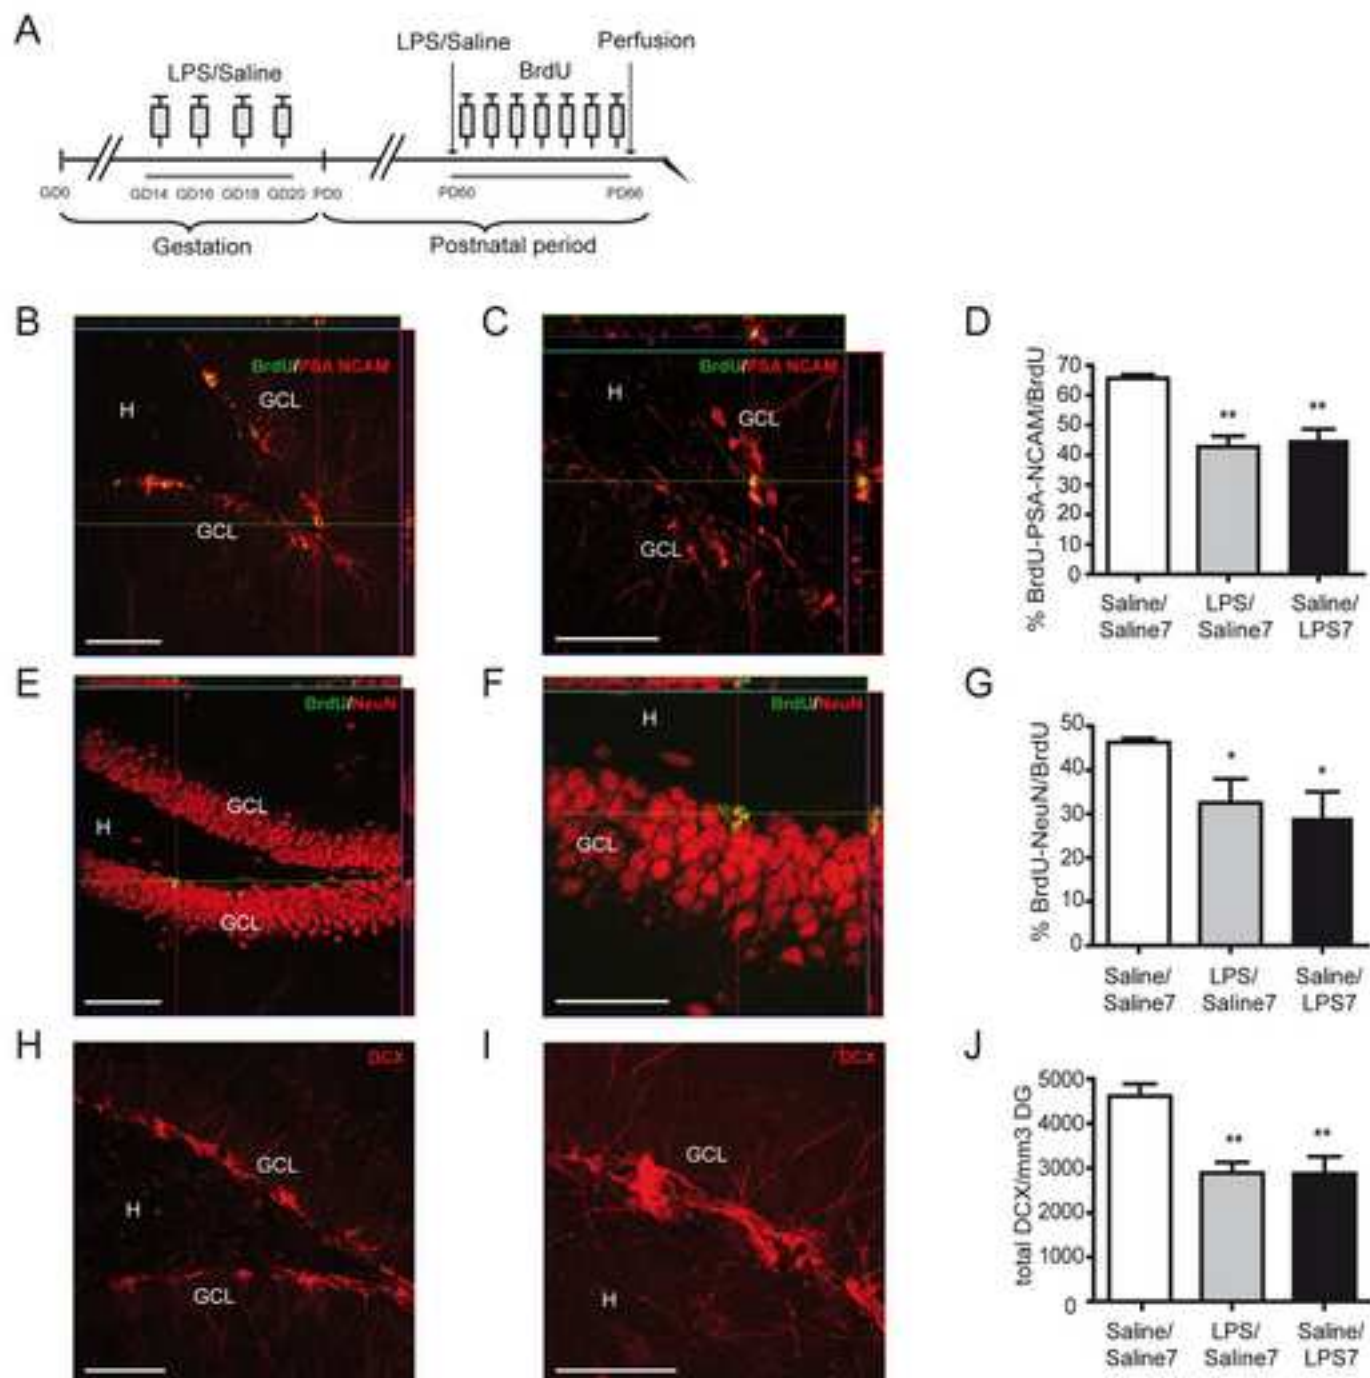 A
LPS/Saline
LPS/Saline
Perfusion
BrdU
GD0
GD14 GD16 GD18 GD20 PD0
PD60
PD66
Gestation
Postnatal period
B
BrdU/PSA NCAM
H
GCL
GCL
C
BrdU/PSA NCAM
H
GCL
GCL
D
% BrdU-PSA-NCAM/BrdU
70
60
50
40
30
20
10
0
**
**
Saline/ LPS/ Saline/
Saline7 Saline7 LPS7
E
BrdU/NeuN
GCL
H
GCL
F
BrdU/NeuN
H
GCL
G
% BrdU-NeuN/BrdU
50
40
30
20
10
0
*
*
Saline/ LPS/ Saline/
Saline7 Saline7 LPS7
H
DCX
GCL
H
GCL
I
DCX
GCL
H
J
total DCX/mm3 DG
5000
4000
3000
2000
1000
0
**
**
Saline/ LPS/ Saline/
Saline7 Saline7 LPS7